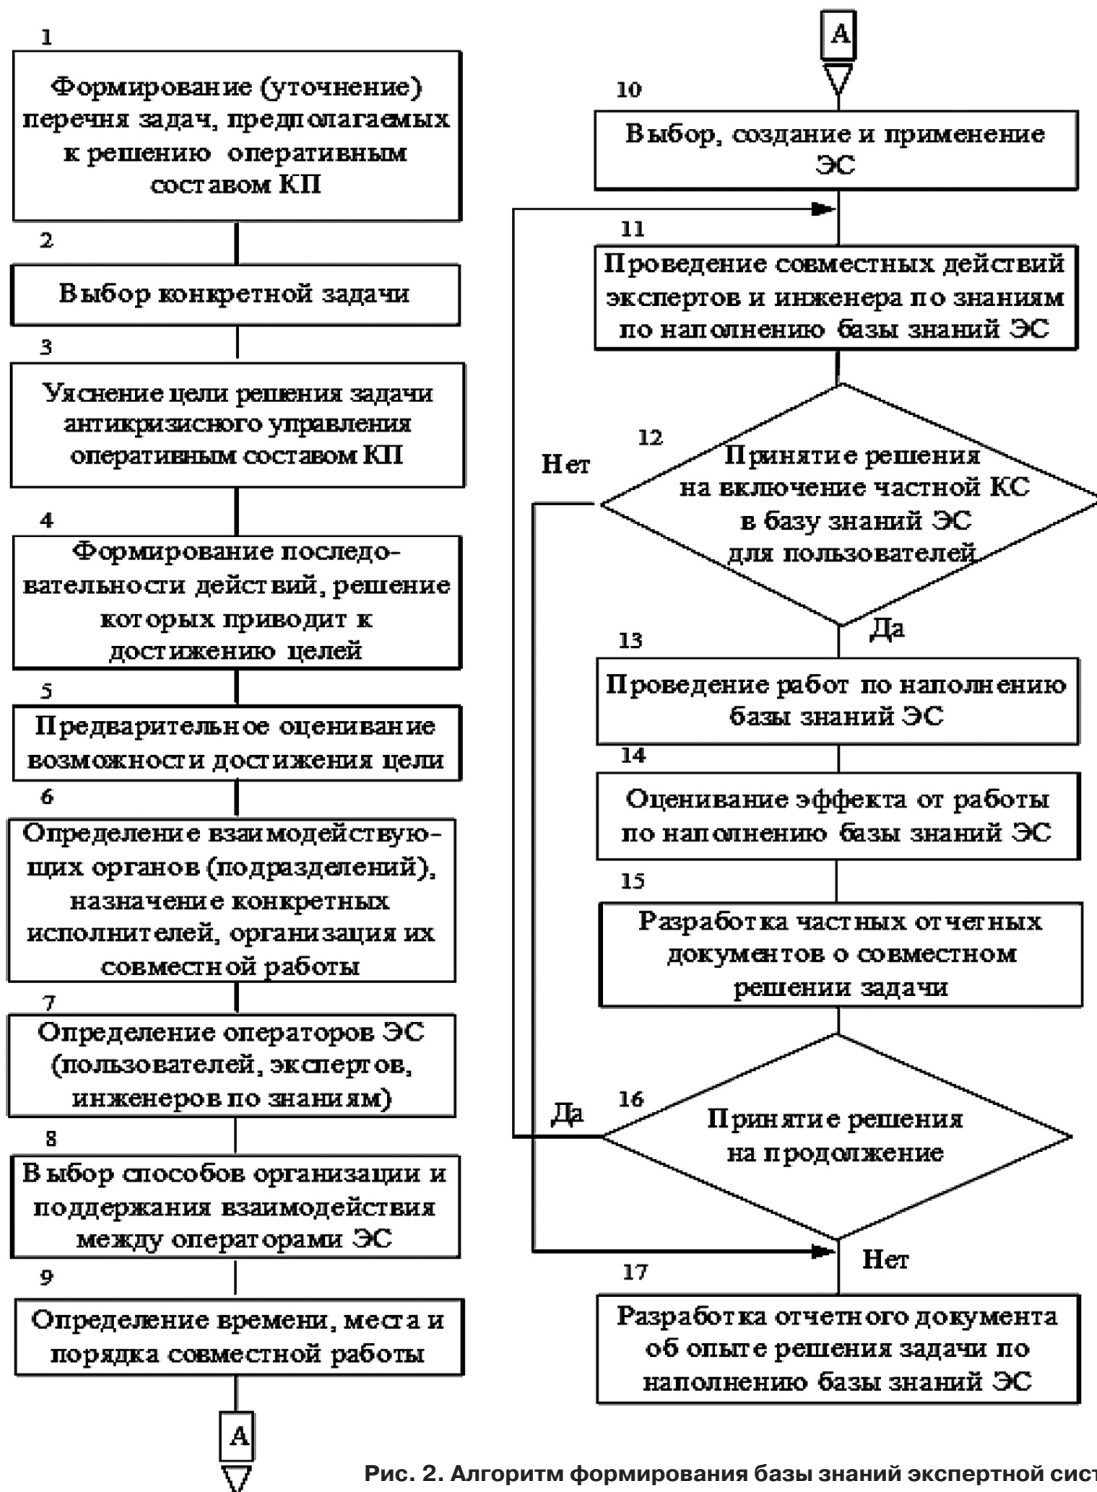 1
Формирование (уточнение)
перечня задач, предполагаемых
к решению оперативным
составом КП
2
Выбор конкретной задачи
3
Уяснение цели решения задачи
антикризисного управления
оперативным составом КП
4
Формирование последо-
вательности действий, решение
которых приводит к
достижению целей
5
Предварительное оценивание
возможности достижения цели
6
Определение взаимодействую-
щих органов (подразделений),
назначение конкретных
исполнителей, организация их
совместной работы
7
Определение операторов ЭС
(пользователей, экспертов,
инженеров по знаниям)
8
Выбор способов организации и
поддержания взаимодействия
между операторами ЭС
9
Определение времени, места и
порядка совместной работы
А
А
10
Выбор, создание и применение
ЭС
11
Проведение совместных действий
экспертов и инженера по знаниям
по наполнению базы знаний ЭС
12
Нет
Принятие решения
на включение частной КС
в базу знаний ЭС
для пользователей
Да
13
Проведение работ по наполнению
базы знаний ЭС
14
Оценивание эффекта от работы
по наполнению базы знаний ЭС
15
Разработка частных отчетных
документов о совместном
решении задачи
16
Да
Принятие решения
на продолжение
Нет
17
Разработка отчетного документа
об опыте решения задачи по
наполнению базы знаний ЭС
Рис. 2. Алгоритм формирования базы знаний экспертной сист